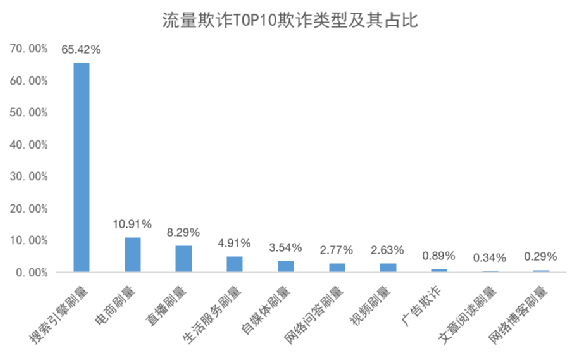 流量欺诈TOP10欺诈类型及其占比
70.00%
60.00%
50.00%
40.00%
30.00%
20.00%
10.00%
0.00%
65.42%
10.91%
8.29%
4.91%
3.54%
2.77%
2.63%
0.89%
0.34%
0.29%
搜索引擎刷量
电商刷量
直播刷量
生活服务刷量
自媒体刷量
网络问答刷量
视频刷量
广告欺诈
文章阅读刷量
网络博客刷量